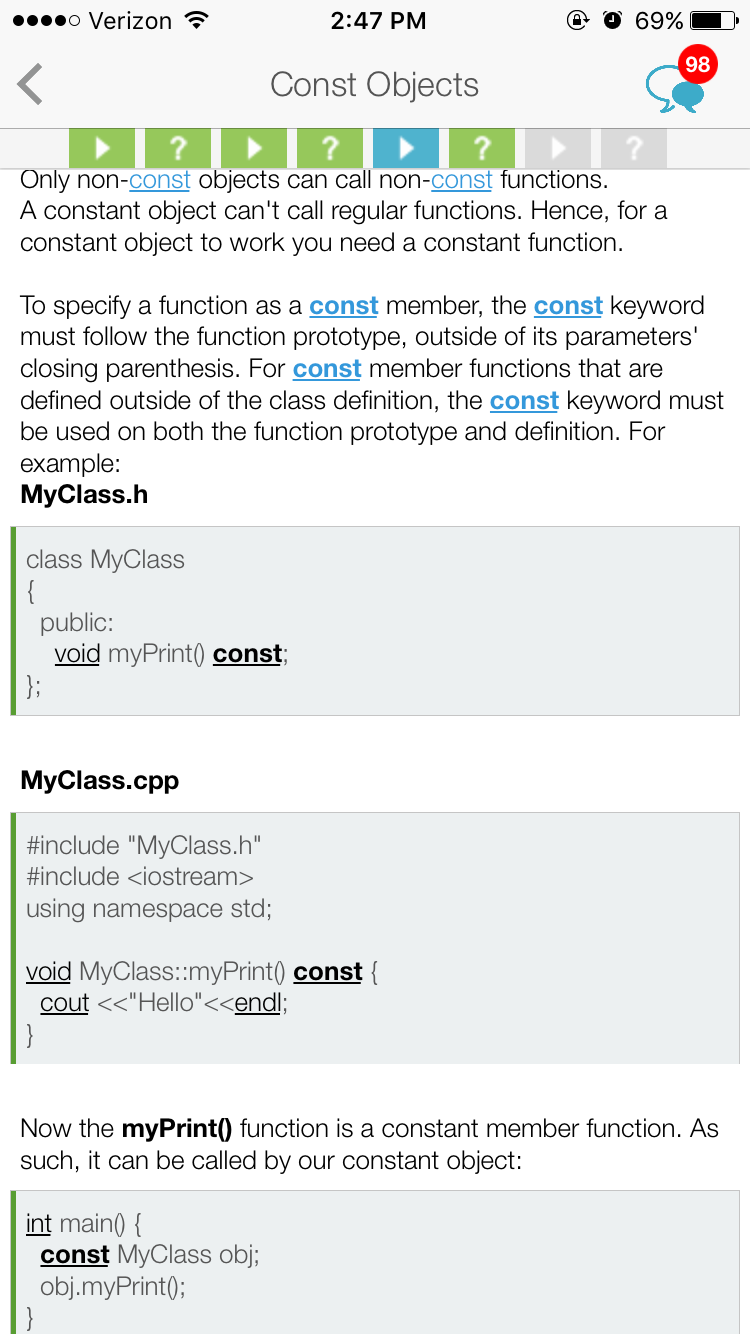 Verizon 2:47 PM 69%
Const Objects
98
? ? ? ?
Only non-const objects can call non-const functions.
A constant object can't call regular functions. Hence, for a
constant object to work you need a constant function.
To specify a function as a const member, the const keyword
must follow the function prototype, outside of its parameters'
closing parenthesis. For const member functions that are
defined outside of the class definition, the const keyword must
be used on both the function prototype and definition. For
example:
MyClass.h
class MyClass
{
public:
void myPrint() const;
};
MyClass.cpp
#include "MyClass.h"
#include <iostream>
using namespace std;
void MyClass::myPrint() const {
cout <<"Hello"<<endl;
}
Now the myPrint() function is a constant member function. As
such, it can be called by our constant object:
int main() {
const MyClass obj;
obj.myPrint();
}